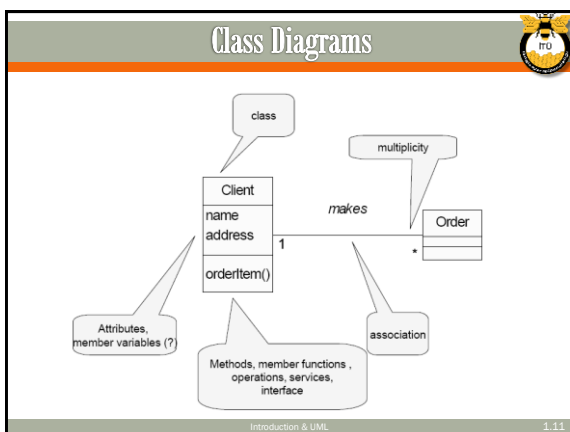 Class Diagrams
İTÜ
class
multiplicity
Client
name
address
orderItem()
makes
1
*
Order
Attributes,
member variables (?)
association
Methods, member functions ,
operations, services,
interface
Introduction & UML
1.11